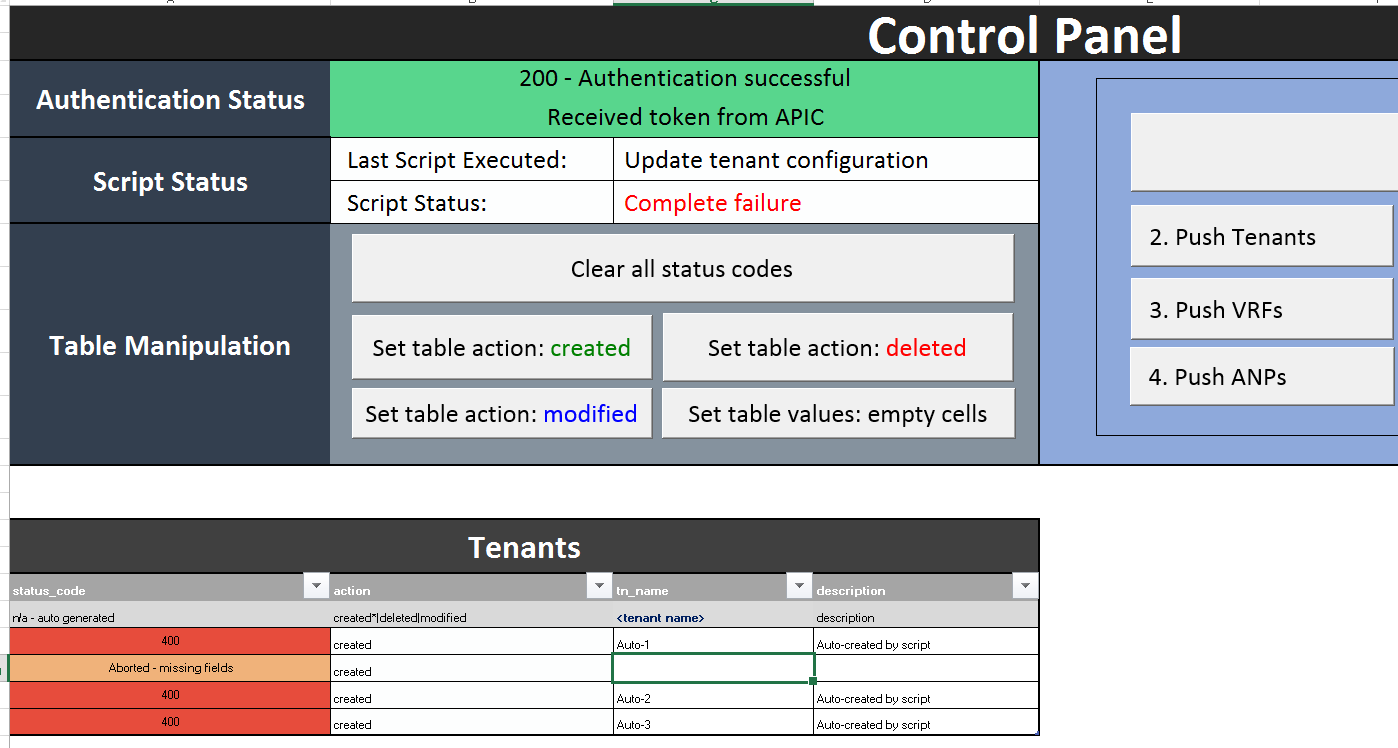 Control Panel
Authentication Status
200 - Authentication successful
Received token from APIC
Script Status
Last Script Executed:
Update tenant configuration
Script Status:
Complete failure
Table Manipulation
Clear all status codes
Set table action: created
Set table action: deleted
Set table action: modified
Set table values: empty cells
2. Push Tenants
3. Push VRFs
4. Push ANPs
Tenants
status_code action tn_name description
n/a - auto generated created*|deleted|modified <tenant name> description
400 created Auto-1 Auto-created by script
Aborted - missing fields created
400 created Auto-2 Auto-created by script
400 created Auto-3 Auto-created by script